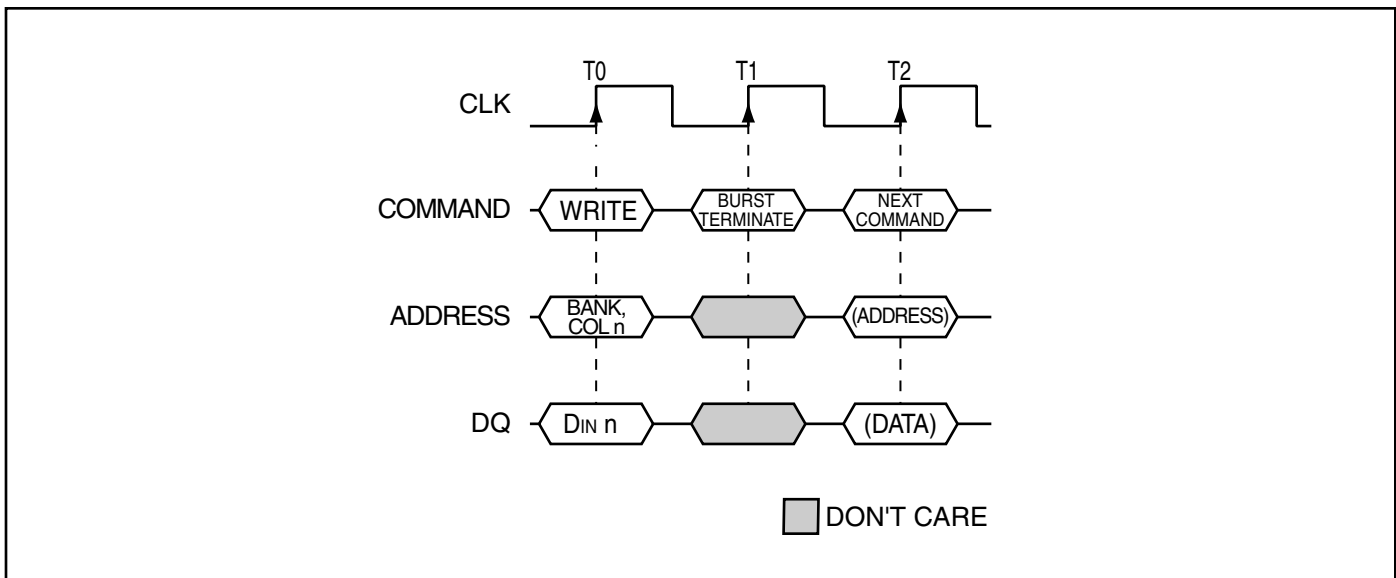 T0 T1 T2
CLK
COMMAND WRITE BURST TERMINATE NEXT COMMAND
ADDRESS BANK, COL n (ADDRESS)
DQ DIN n (DATA)
DON'T CARE